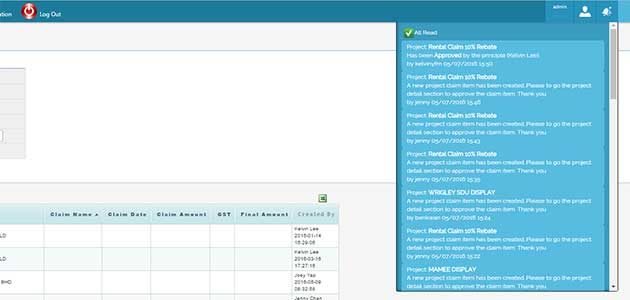 ation
Log Out
admin
All Read
Project Rental Claim 10% Rebate
Has been Approved by the principle (Kelvin Lee)
by kelvinyfm 05/07/2016 15:50
Project Rental Claim 10% Rebate
A new project claim item has been created.Please to go the project
detail section to approve the claim item. Thank you
by jenny 05/07/2016 15:46
Project Rental Claim 10% Rebate
A new project claim item has been created.Please to go the project
detail section to approve the claim item. Thank you
by jenny 05/07/2016 15:43
Project Rental Claim 10% Rebate
A new project claim item has been created.Please to go the project
detail section to approve the claim item. Thank you
by jenny 05/07/2016 15:35
Project WRIGLEY SDU DISPLAY
A new project claim item has been created.Please to go the project
detail section to approve the claim item. Thank you
by 05/07/2016 15:24
Project Rental Claim 10% Rebate
A new project claim item has been created.Please to go the project
detail section to approve the claim item. Thank you
by jenny 05/07/2016 15:22
Project MAMEE DISPLAY
A new project claim item has been created.Please to go the project
detail section to approve the claim item. Thank you
Claim Name Claim Date Claim Amount GST Final Amount Created By
LD
Kelvin Lee
2016-01-14
15:29:06
LD
Kelvin Lee
2016-03-16
17:27:16
BHD
Joey Yap
2016-05-09
08:32:58
Jenny Chan